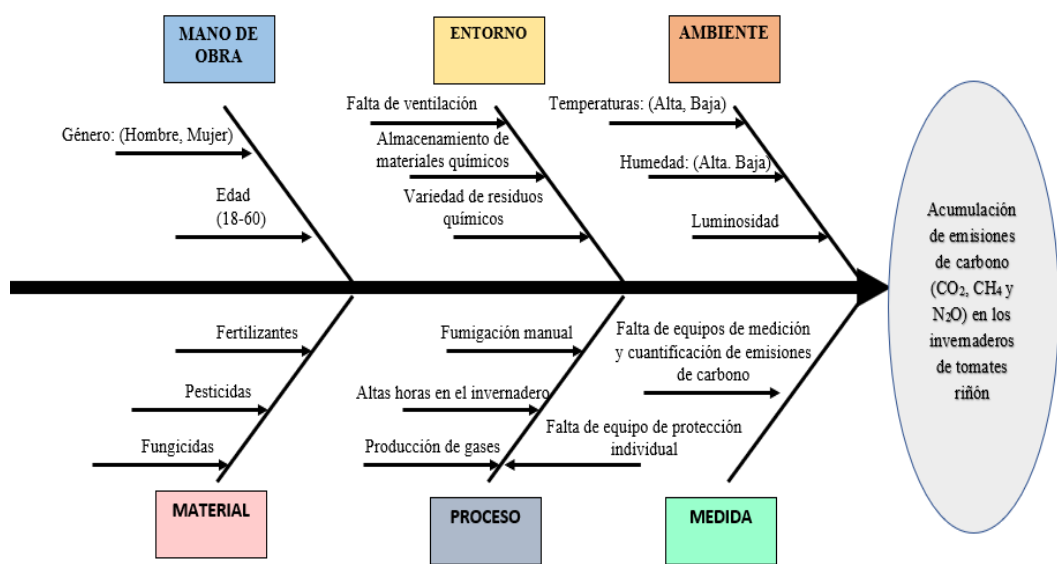 MANO DE
OBRA
ENTORNO
AMBIENTE
Género: (Hombre, Mujer)
Edad
(18-60)
Falta de ventilación
Almacenamiento de
materiales químicos
Variedad de residuos
químicos
Temperaturas: (Alta, Baja)
Humedad: (Alta. Baja)
Luminosidad
Acumulación
de emisiones
de carbono
(CO₂, CH₄ y
N₂O) en los
invernaderos
de tomates
riñón
Fertilizantes
Pesticidas
Fungicidas
Fumigación manual
Altas horas en el invernadero
Producción de gases
Falta de equipo de protección
individual
Falta de equipos de medición
y cuantificación de emisiones
de carbono
MATERIAL
PROCESO
MEDIDA